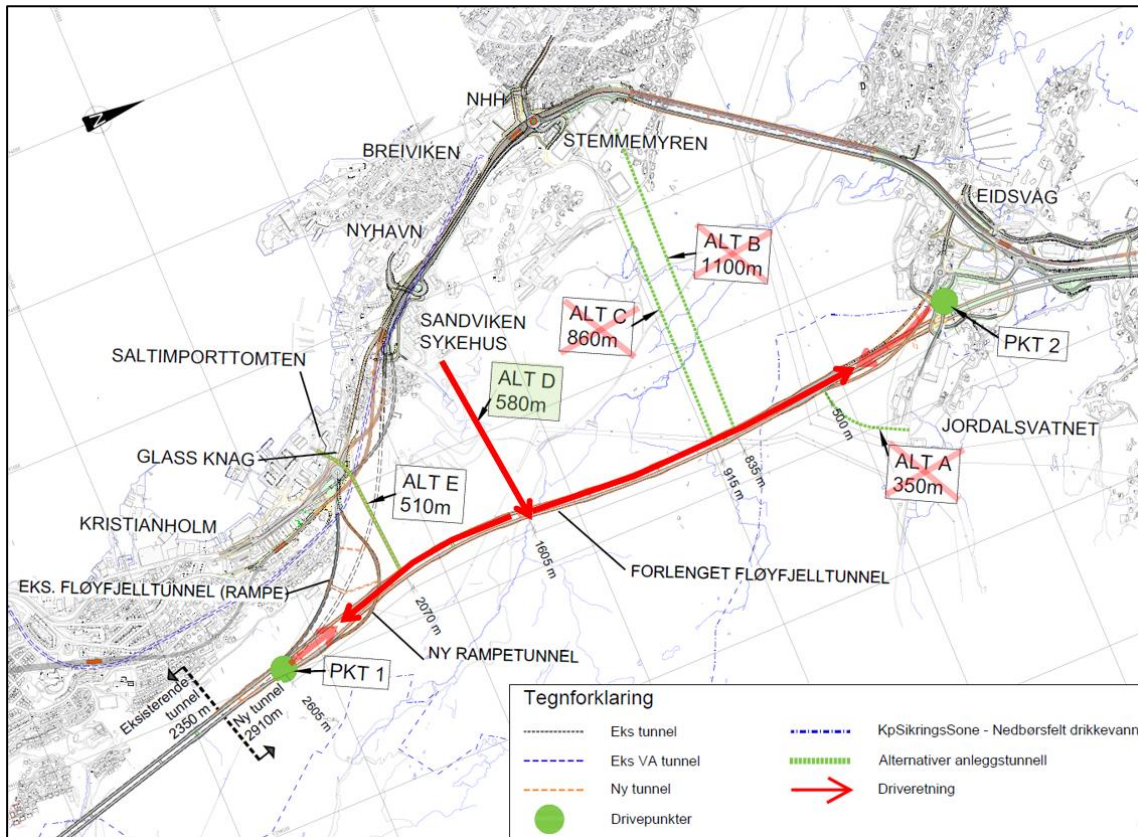 N
NHH
STEMMEMYREN
BREIVIKEN
EIDSVÅG
NYHAVN
ALT B
1100m
ALT C
860m
SANDVIKEN
SYKEHUS
SALTIMPORTTOMTEN
PKT 2
ALT D
580m
GLASS KNAG
JORDALSVATNET
500 m
835 m
915 m
ALT A
350m
ALT E
510m
KRISTIANHOLM
1605 m
FORLENGET FLØYFJELLTUNNEL
EKS. FLØYFJELLTUNNEL (RAMPE)
2070 m
NY RAMPETUNNEL
PKT 1
2605 m
Eksisterende
tunnel
2350 m
Ny tunnel
2910m
Tegnforklaring
Eks tunnel
Eks VA tunnel
Ny tunnel
Drivepunkter
KpSikringsSone - Nedbørsfelt drikkevann
Alternativer anleggstunnell
Driveretning